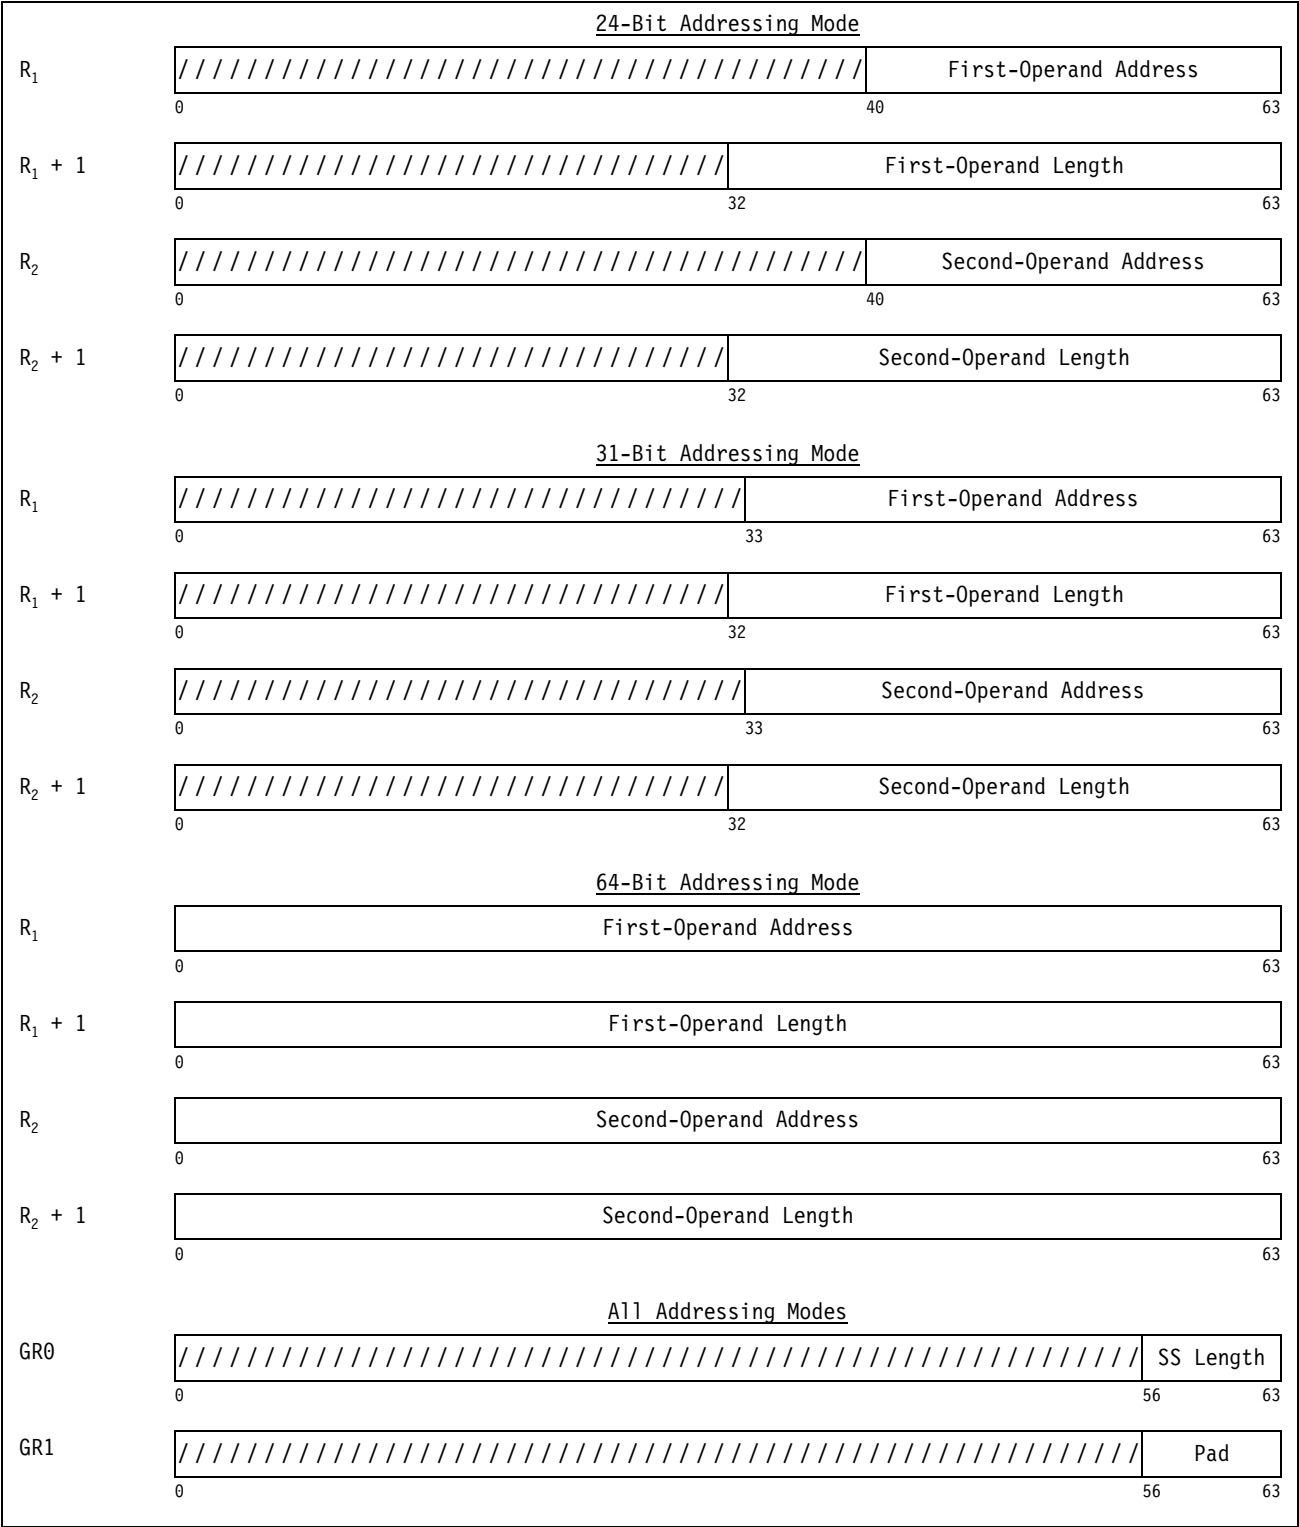 24-Bit Addressing Mode
R₁ ////////////////////////////////////////  First-Operand Address
0 40 63
R₁ + 1 //////////////////////////////// First-Operand Length
0 32 63
R₂ //////////////////////////////////////// Second-Operand Address
0 40 63
R₂ + 1 //////////////////////////////// Second-Operand Length
0 32 63
31-Bit Addressing Mode
R₁ ///////////////////////////////// First-Operand Address
0 33 63
R₁ + 1 //////////////////////////////// First-Operand Length
0 32 63
R₂ ///////////////////////////////// Second-Operand Address
0 33 63
R₂ + 1 //////////////////////////////// Second-Operand Length
0 32 63
64-Bit Addressing Mode
R₁ First-Operand Address
0 63
R₁ + 1 First-Operand Length
0 63
R₂ Second-Operand Address
0 63
R₂ + 1 Second-Operand Length
0 63
All Addressing Modes
GR0 //////////////////////////////////////////////////////// SS Length
0 56 63
GR1 //////////////////////////////////////////////////////// Pad
0 56 63